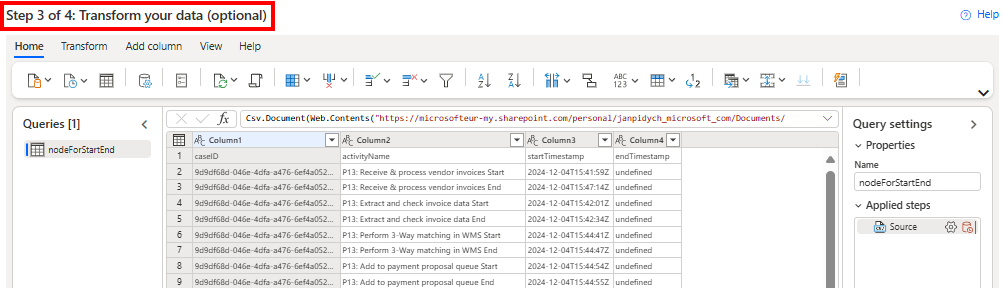 Step 3 of 4: Transform your data (optional)
Help
Home Transform Add column View Help
ABC
123
Queries [1]
nodeForStartEnd
fx
Csv.Document(Web.Contents("https://microsofteur-my.sharepoint.com/personal/janpidych_microsoft_com/Documents/
Column1 Column2 Column3 Column4
1 caseID activityName startTimestamp endTimestamp
2 9d9df68d-046e-4dfa-a476-6ef4a052... P13: Receive & process vendor invoices Start 2024-12-04T15:41:59Z undefined
3 9d9df68d-046e-4dfa-a476-6ef4a052... P13: Receive & process vendor invoices End 2024-12-04T15:47:14Z undefined
4 9d9df68d-046e-4dfa-a476-6ef4a052... P13: Extract and check invoice data Start 2024-12-04T15:42:01Z undefined
5 9d9df68d-046e-4dfa-a476-6ef4a052... P13: Extract and check invoice data End 2024-12-04T15:42:34Z undefined
6 9d9df68d-046e-4dfa-a476-6ef4a052... P13: Perform 3-Way matching in WMS Start 2024-12-04T15:44:41Z undefined
7 9d9df68d-046e-4dfa-a476-6ef4a052... P13: Perform 3-Way matching in WMS End 2024-12-04T15:44:47Z undefined
8 9d9df68d-046e-4dfa-a476-6ef4a052... P13: Add to payment proposal queue Start 2024-12-04T15:44:54Z undefined
9 9d9df68d-046e-4dfa-a476-6ef4a052... P13: Add to payment proposal queue End 2024-12-04T15:44:55Z undefined
Query settings
Properties
Name
nodeForStartEnd
Applied steps
Source